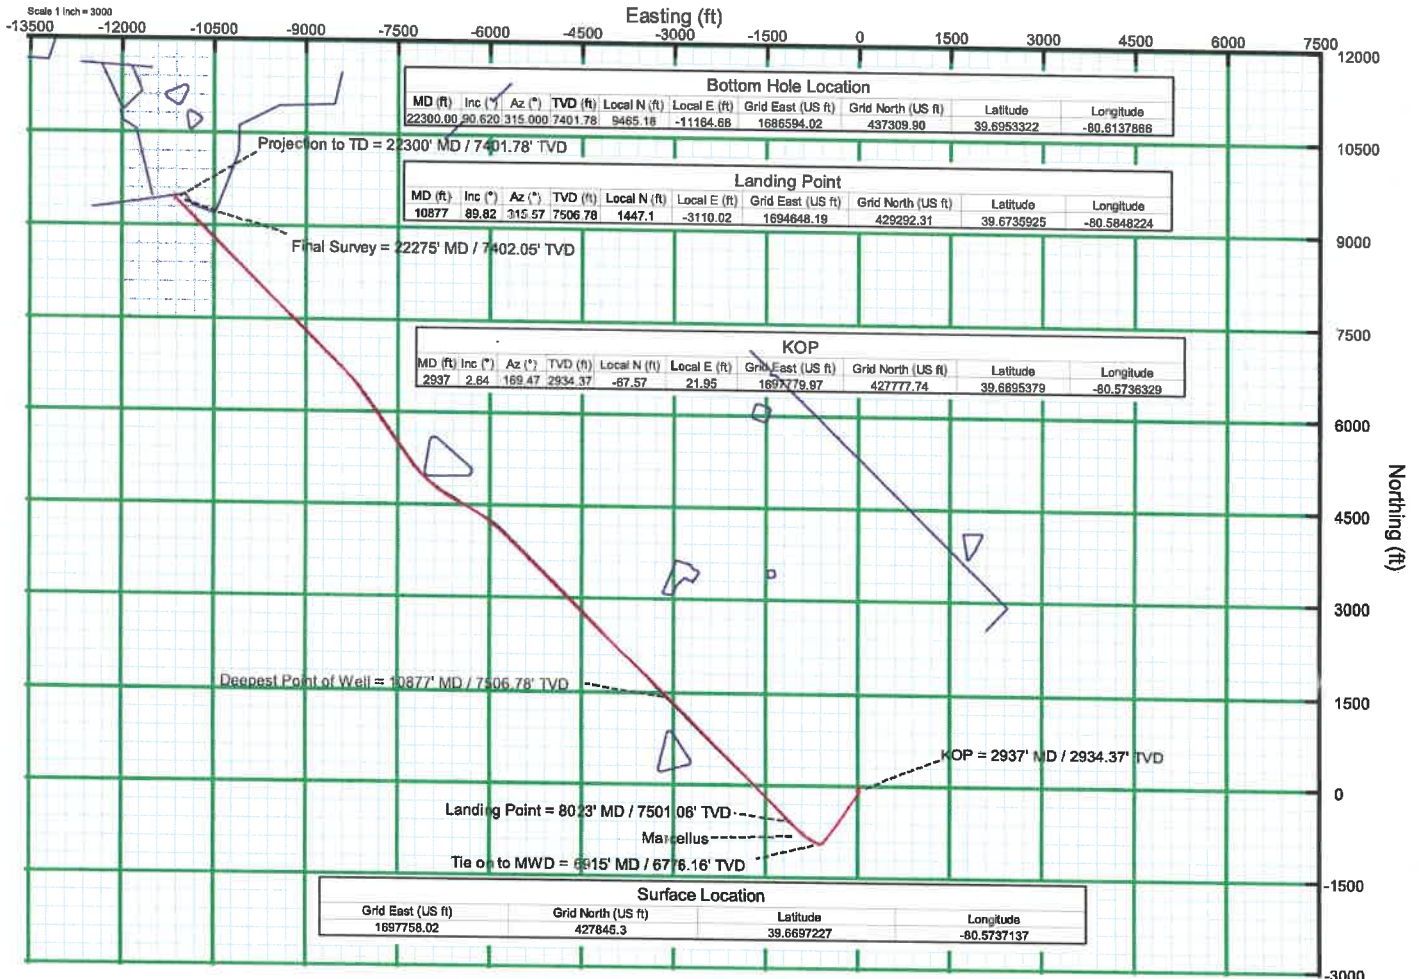 Scale 1 inch = 3000
Easting (ft)
-13500 -12000 -10500 -9000 -7500 -6000 -4500 -3000 -1500 0 1500 3000 4500 6000 7500
12000
Bottom Hole Location
MD (ft) Inc (°) Az (°) TVD (ft) Local N (ft) Local E (ft) Grid East (US ft) Grid North (US ft) Latitude Longitude
22300.00 90.620 315.000 7401.78 9465.18 -11164.68 1686594.02 437309.90 39.6953322 -80.6137866
Projection to TD = 22300' MD / 7401.78' TVD
10500
Landing Point
MD (ft) Inc (°) Az (°) TVD (ft) Local N (ft) Local E (ft) Grid East (US ft) Grid North (US ft) Latitude Longitude
10877 89.82 315.57 7506.78 1447.1 -3110.02 1694648.19 429292.31 39.6735925 -80.5848224
Final Survey = 22275' MD / 7402.05' TVD
9000
7500
KOP
MD (ft) Inc (°) Az (°) TVD (ft) Local N (ft) Local E (ft) Grid East (US ft) Grid North (US ft) Latitude Longitude
2937 2.64 169.47 2934.37 -67.57 21.95 1697779.97 427777.74 39.6695379 -80.5736329
6000
Northing (ft)
4500
3000
Deepest Point of Well = 10877' MD / 7506.78' TVD
1500
KOP = 2937' MD / 2934.37' TVD
0
Landing Point = 8023' MD / 7501.06' TVD
Marcellus
Tie on to MWD = 6915' MD / 6776.16' TVD
-1500
Surface Location
Grid East (US ft) Grid North (US ft) Latitude Longitude
1697758.02 427845.3 39.6697227 -80.5737137
-3000